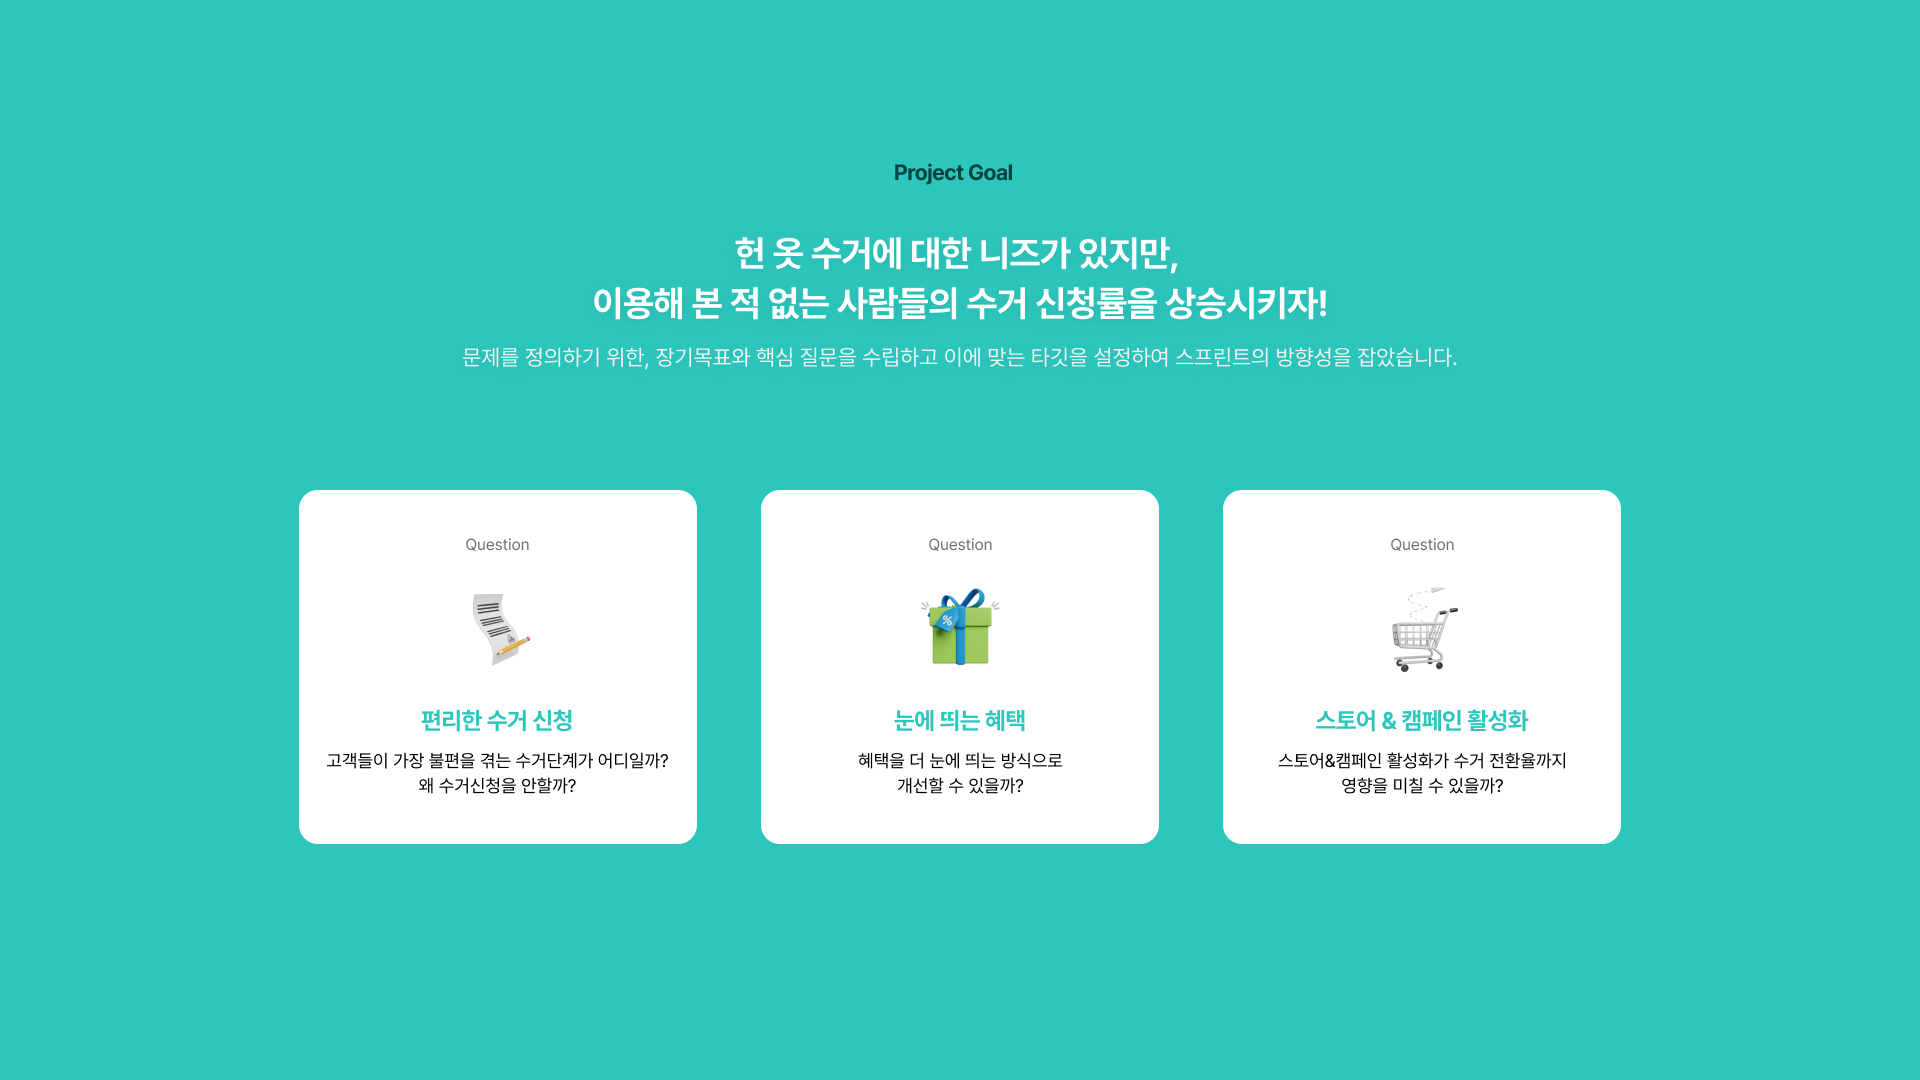 Project Goal
헌 옷 수거에 대한 니즈가 있지만,
이용해 본 적 없는 사람들의 수거 신청률을 상승시키자!
문제를 정의하기 위한, 장기목표와 핵심 질문을 수립하고 이에 맞는 타깃을 설정하여 스프린트의 방향성을 잡았습니다.
Question
편리한 수거 신청
고객들이 가장 불편을 겪는 수거단계가 어디일까?
왜 수거신청을 안할까?
Question
%
눈에 띄는 혜택
혜택을 더 눈에 띄는 방식으로
개선할 수 있을까?
Question
스토어 & 캠페인 활성화
스토어&캠페인 활성화가 수거 전환율까지
영향을 미칠 수 있을까?